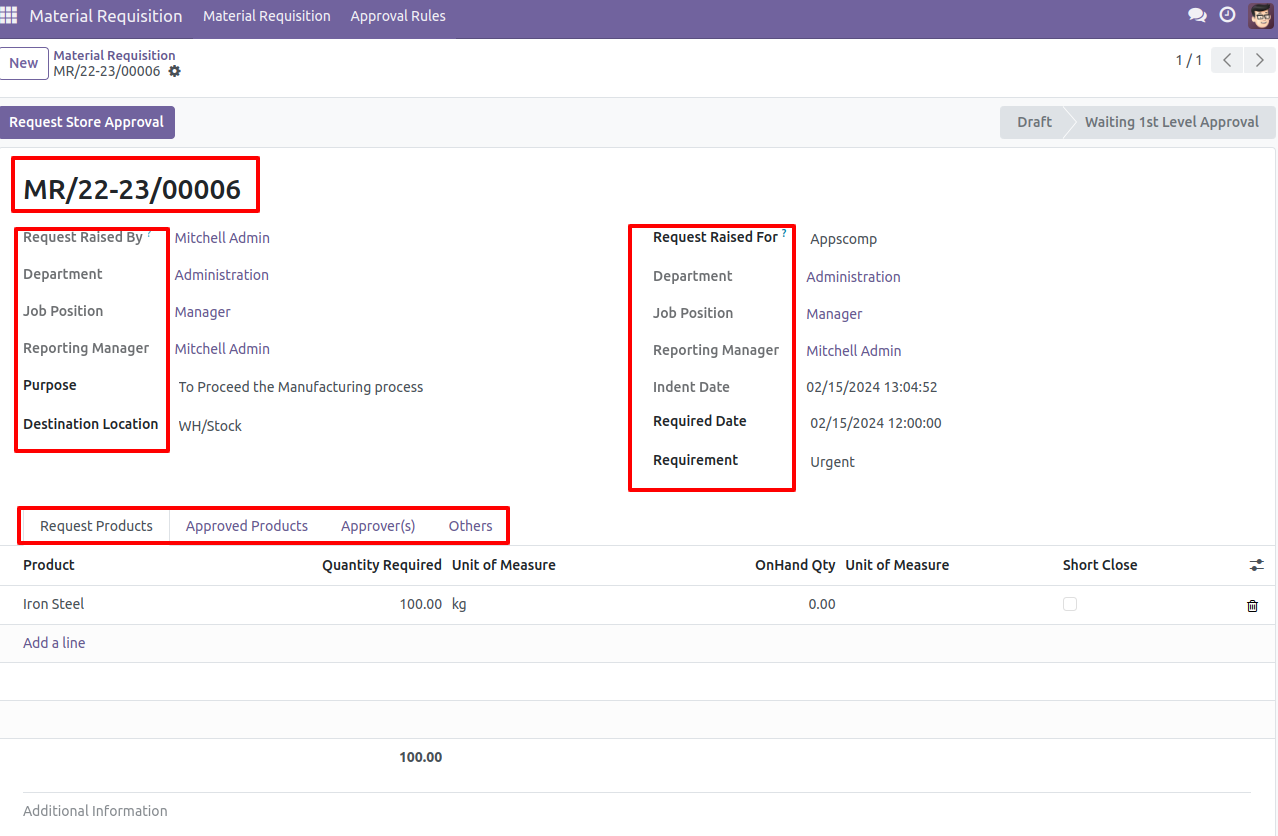 Material Requisition Material Requisition Approval Rules
New
Material Requisition
MR/22-23/00006
1 / 1
Request Store Approval
Draft Waiting 1st Level Approval
MR/22-23/00006
Request Raised By ? Mitchell Admin
Department Administration
Job Position Manager
Reporting Manager Mitchell Admin
Purpose To Proceed the Manufacturing process
Destination Location WH/Stock
Request Raised For ? Appscomp
Department Administration
Job Position Manager
Reporting Manager Mitchell Admin
Indent Date 02/15/2024 13:04:52
Required Date 02/15/2024 12:00:00
Requirement Urgent
Request Products Approved Products Approver(s) Others
Product Quantity Required Unit of Measure OnHand Qty Unit of Measure Short Close
Iron Steel 100.00 kg 0.00
Add a line
100.00
Additional Information